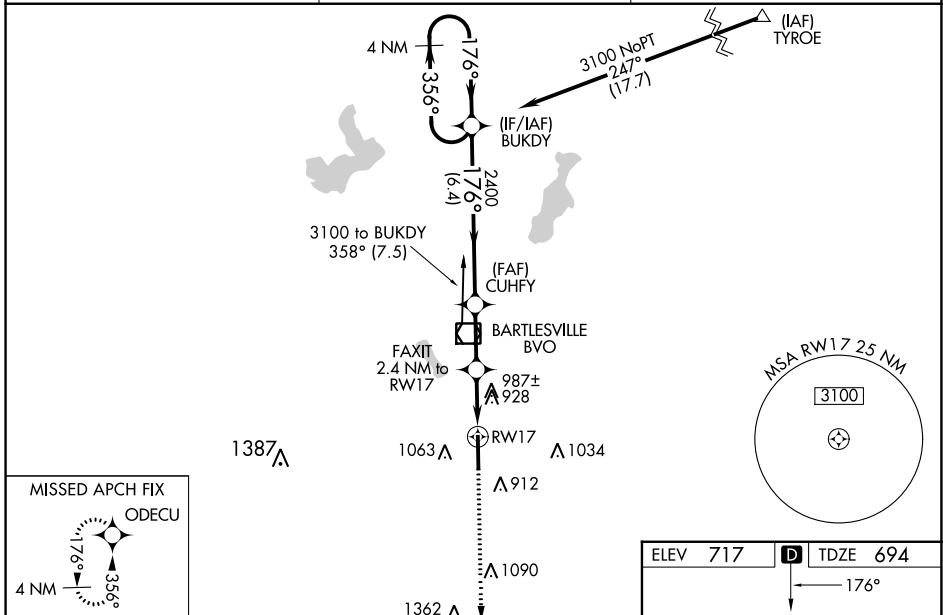 (IAF)
TYROE
4 NM
176°
356°
3100 NoPT
247°
(17.7)
(IF/IAF)
BUKDY
2400
176°
(6.4)
3100 to BUKDY
358° (7.5)
(FAF)
CUHFY
BARTLESVILLE
BVO
FAXIT
2.4 NM to
RW17
987±
928
MSA RW17 25 NM
3100
RW17
1387
1063
1034
912
MISSED APCH FIX
ODECU
176°
356°
4 NM
1090
1362
ELEV 717
D
TDZE 694
176°